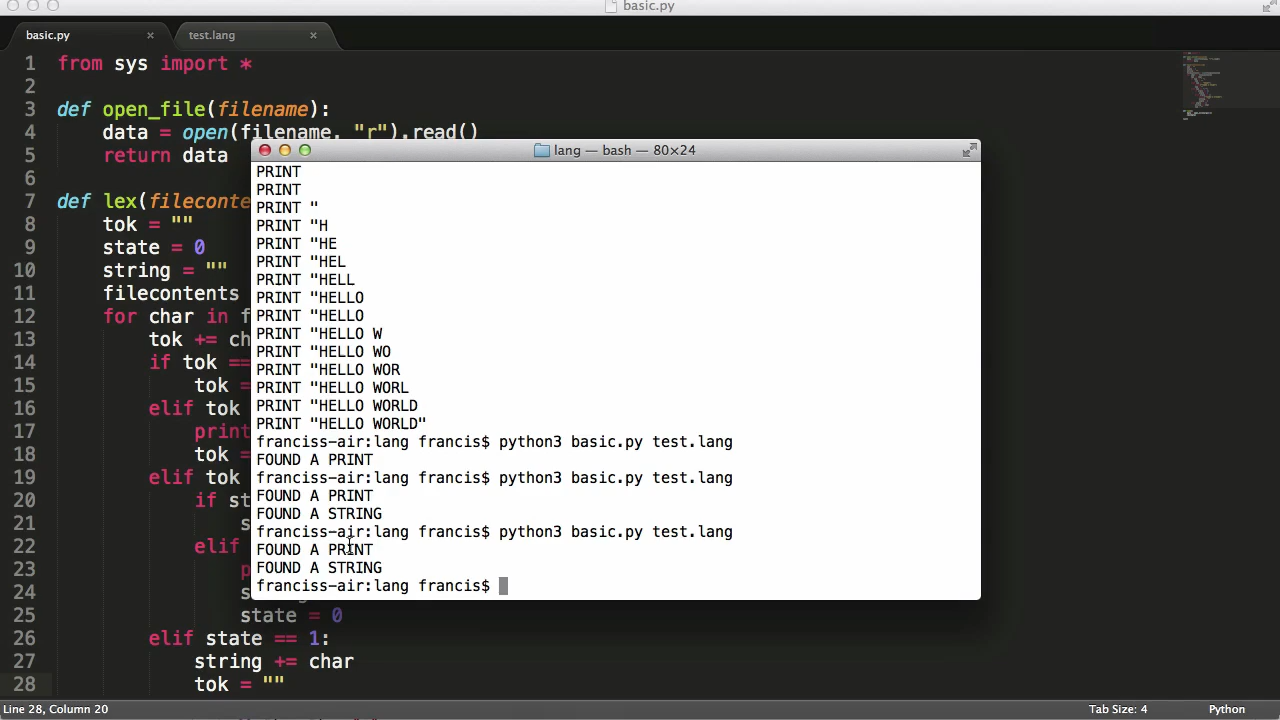 basic.py
basic.py × test.lang ×
1 from sys import *
2
3 def open_file(filename):
4 data = open(filename, "r").read()
5 return data
6
7 def lex(fileconte
8 tok = ""
9 state = 0
10 string = ""
11 filecontents
12 for char in f
13 tok += ch
14 if tok ==
15 tok =
16 elif tok
17 print
18 tok =
19 elif tok
20 if st
21 s
22 elif
23 p
24 s
25 state = 0
26 elif state == 1:
27 string += char
28 tok = ""
lang — bash — 80×24
PRINT
PRINT
PRINT "
PRINT "H
PRINT "HE
PRINT "HEL
PRINT "HELL
PRINT "HELLO
PRINT "HELLO
PRINT "HELLO W
PRINT "HELLO WO
PRINT "HELLO WOR
PRINT "HELLO WORL
PRINT "HELLO WORLD
PRINT "HELLO WORLD"
franciss-air:lang francis$ python3 basic.py test.lang
FOUND A PRINT
franciss-air:lang francis$ python3 basic.py test.lang
FOUND A PRINT
FOUND A STRING
franciss-air:lang francis$ python3 basic.py test.lang
FOUND A PRINT
FOUND A STRING
franciss-air:lang francis$
Line 28, Column 20 Tab Size: 4 Python